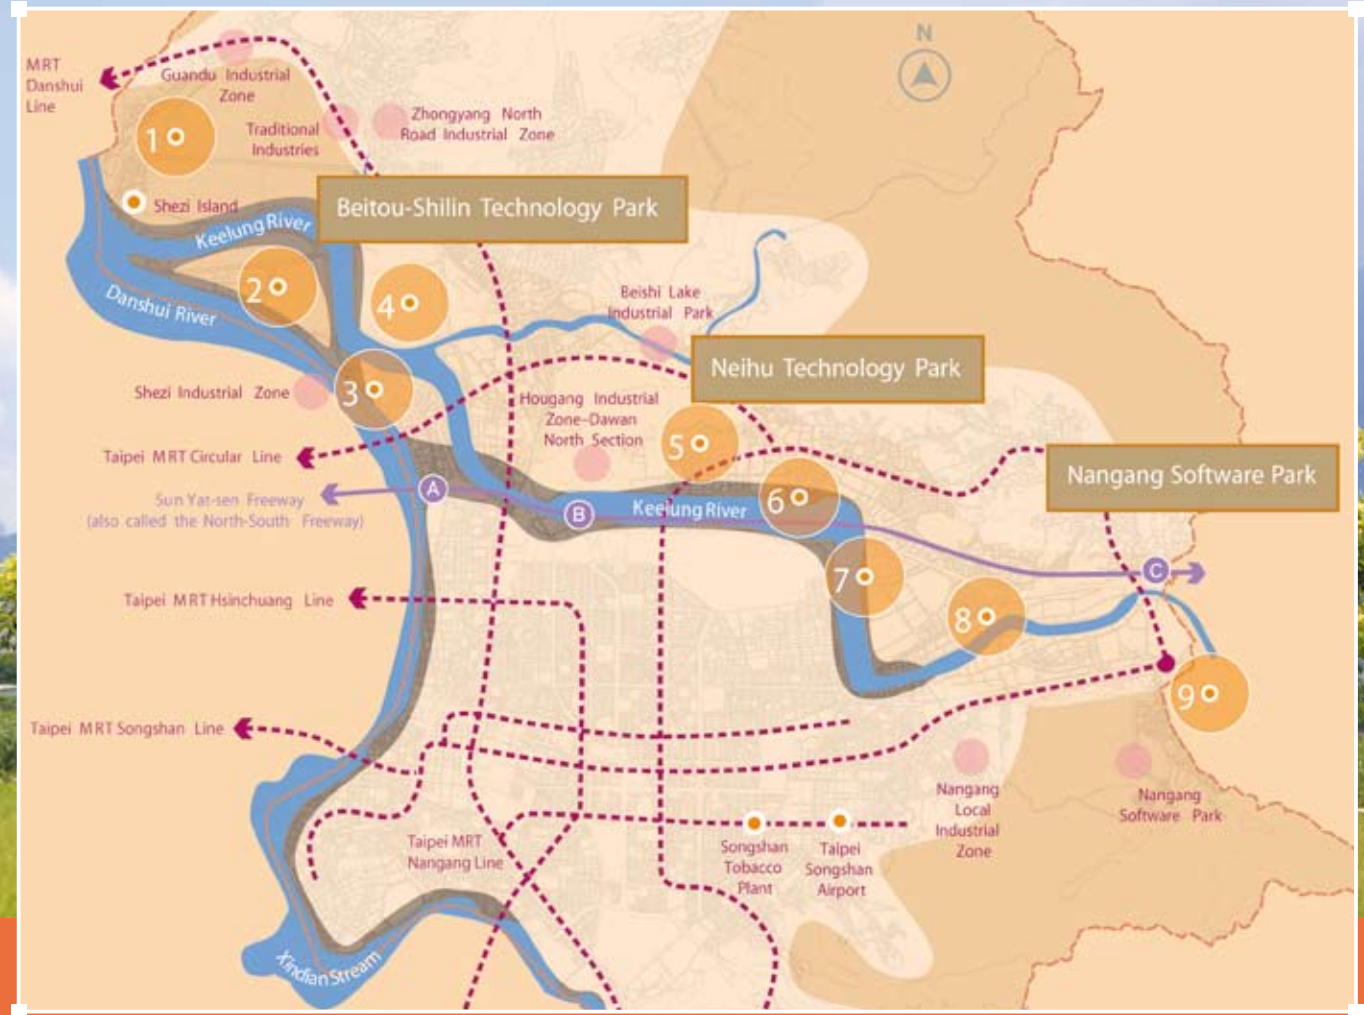 N
MRT
Danshui
Line
Guandu Industrial
Zone
Traditional
Industries
Zhongyang North
Road Industrial Zone
1
Shezi Island
Keelung River
Beitou-Shilin Technology Park
2
4
Danshui River
Beishi Lake
Industrial Park
Neihu Technology Park
Shezi Industrial Zone
3
Hougang Industrial
Zone-Dawan
North Section
5
Taipei MRT Circular Line
Nangang Software Park
Sun Yat-sen Freeway
(also called the North-South Freeway)
A
B
Keelung River
6
7
C
Taipei MRT Hsinchuang Line
8
9
Taipei MRT Songshan Line
Nangang
Local
Industrial
Zone
Nangang
Software Park
Taipei MRT
Nangang Line
Songshan
Tobacco
Plant
Taipei
Songshan
Airport
Xindian Stream